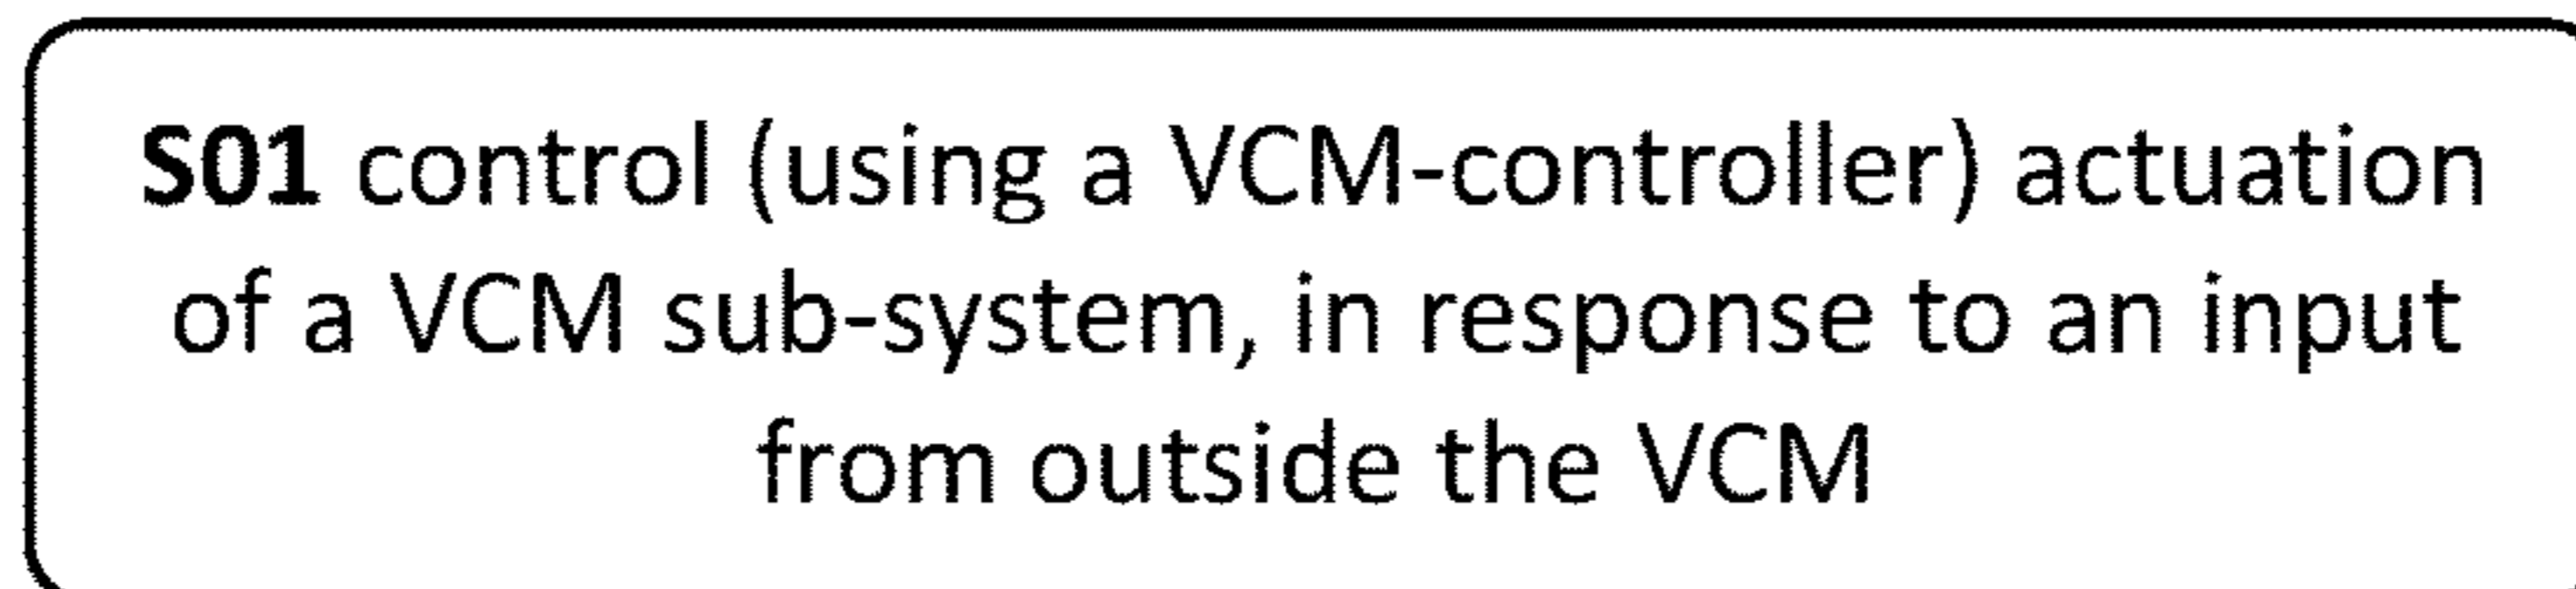 S01 control (using a VCM-controller) actuation
of a VCM sub-system, in response to an input
from outside the VCM